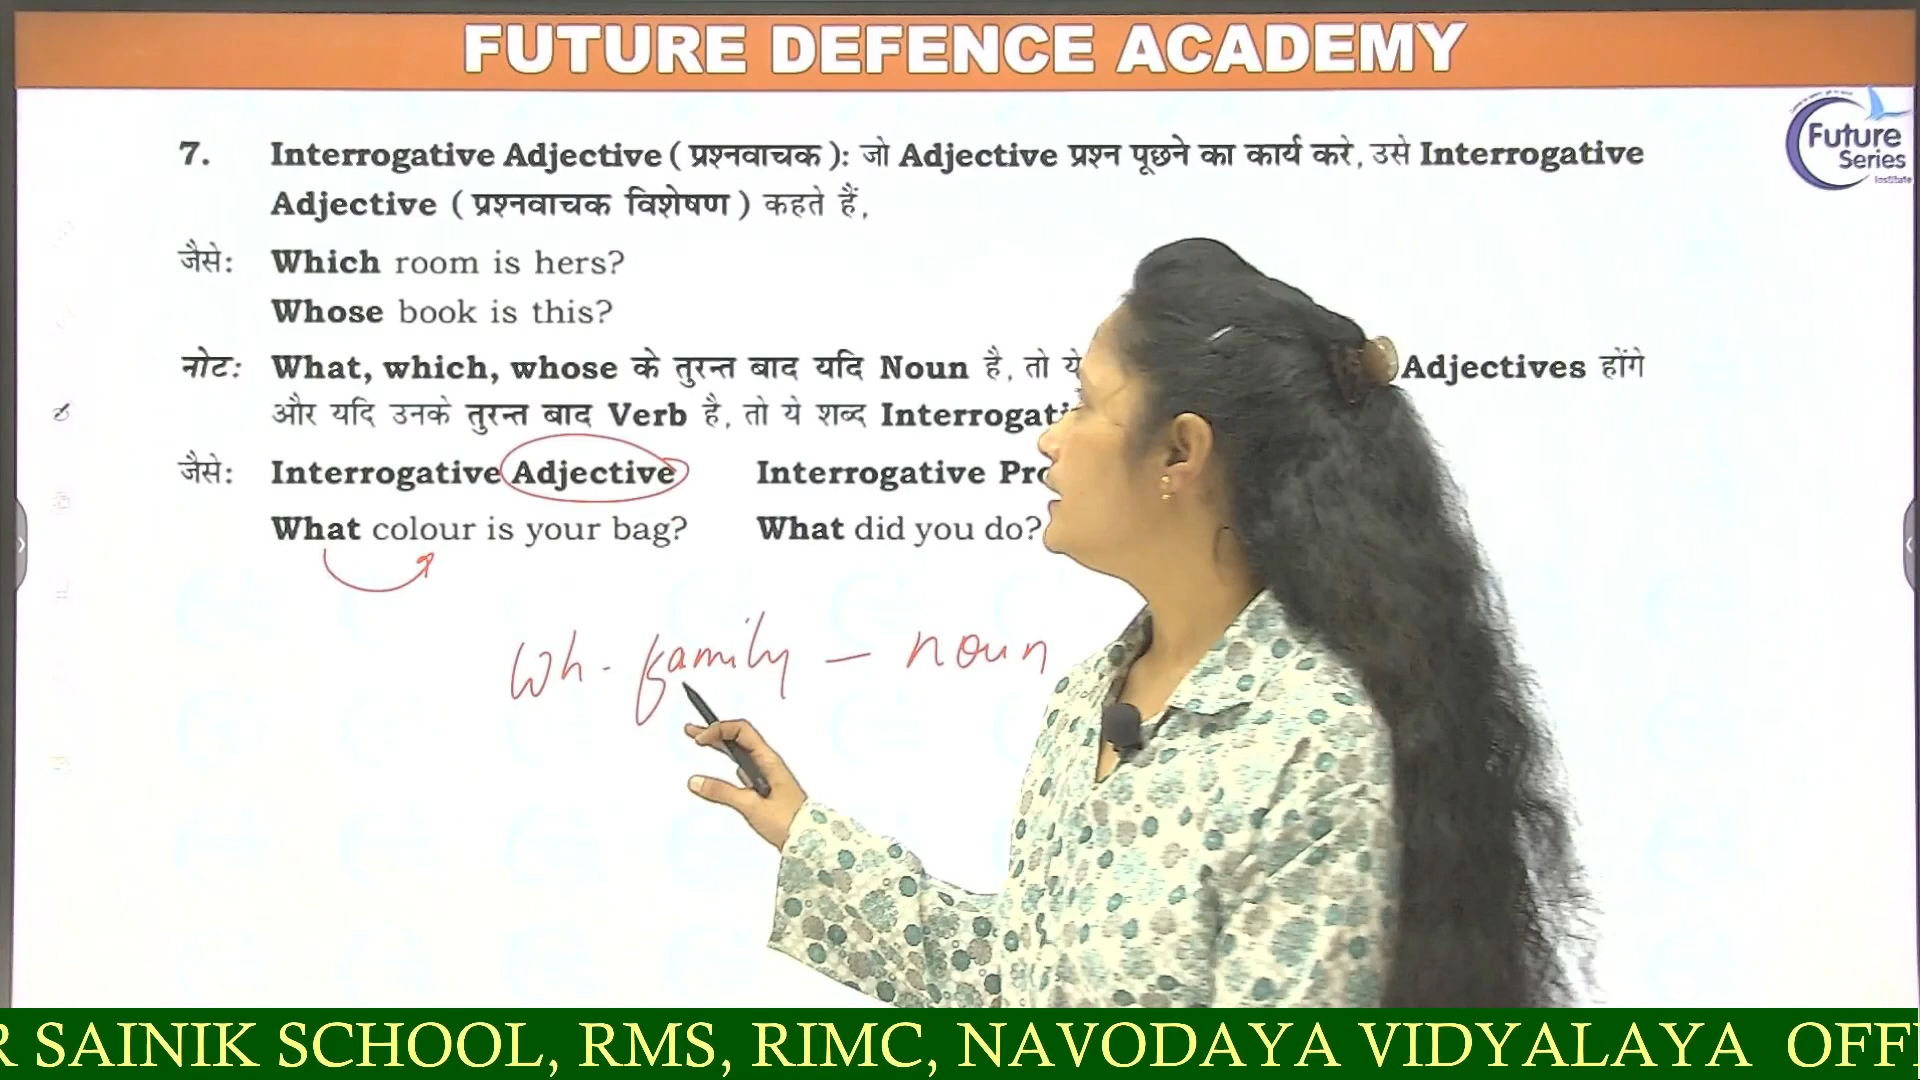 FUTURE DEFENCE ACADEMY
Future
Series
Institute
7. Interrogative Adjective ( प्रश्नवाचक ): जो Adjective प्रश्न पूछने का कार्य करे, उसे Interrogative
Adjective ( प्रश्नवाचक विशेषण ) कहते हैं,
जैसे: Which room is hers?
Whose book is this?
नोट: What, which, whose के तुरन्त बाद यदि Noun है, तो ये Adjectives होंगे
और यदि उनके तुरन्त बाद Verb है, तो ये शब्द
जैसे: Interrogative Adjective Interrogative
What colour is your bag? What did you do?
Wh - family - noun
SAINIK SCHOOL, RMS, RIMC, NAVODAYA VIDYALAYA